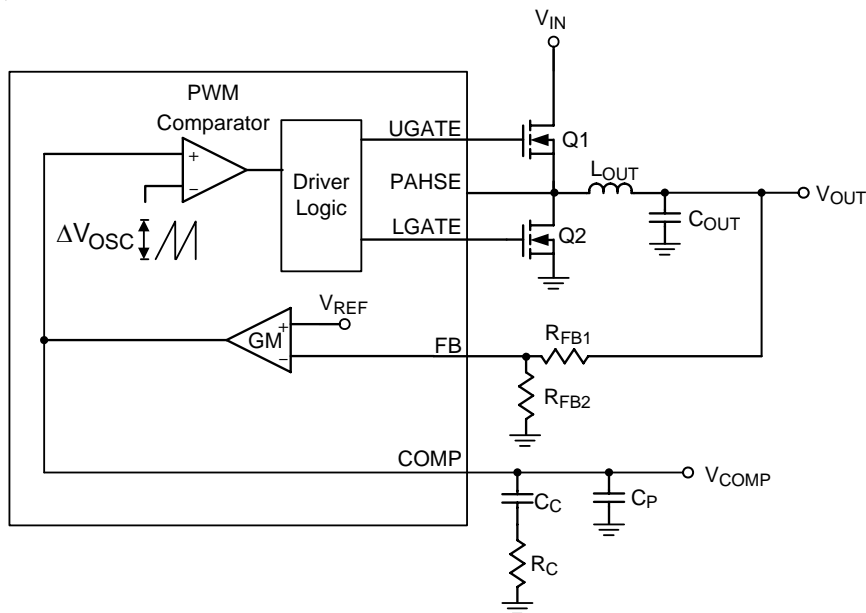 VIN
PWM
Comparator
+
−
UGATE
Q1
Driver
Logic
PAHSE
LOUT
VOUT
COUT
ΔVOSC
LGATE
Q2
VREF
GM
+
−
FB
RFB1
RFB2
COMP
VCOMP
CC
CP
RC